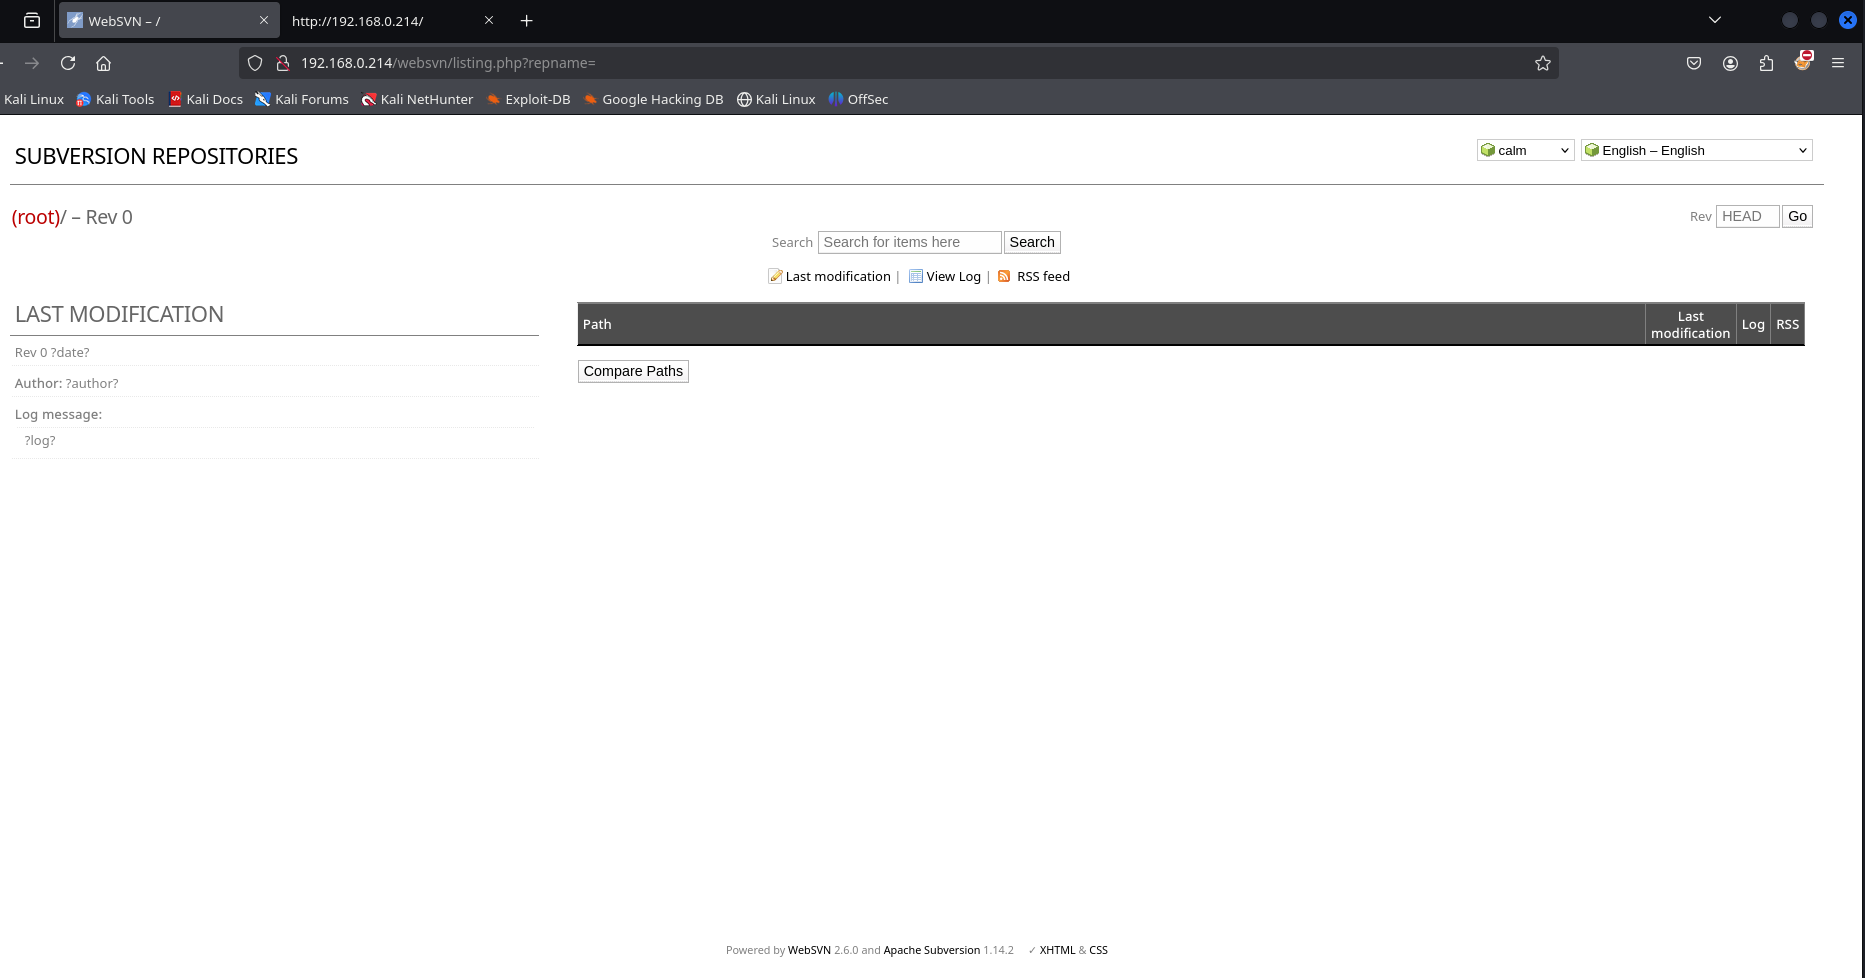 WebSVN – /
http://192.168.0.214/
192.168.0.214/websvn/listing.php?repname=
Kali Linux Kali Tools Kali Docs Kali Forums Kali NetHunter Exploit-DB Google Hacking DB Kali Linux OffSec
SUBVERSION REPOSITORIES
calm English – English
(root)/ – Rev 0
Rev HEAD Go
Search Search for items here Search
Last modification | View Log | RSS feed
LAST MODIFICATION
Rev 0 ?date?
Author: ?author?
Log message:
?log?
Path Last modification Log RSS
Compare Paths
Powered by WebSVN 2.6.0 and Apache Subversion 1.14.2 ✓ XHTML & CSS